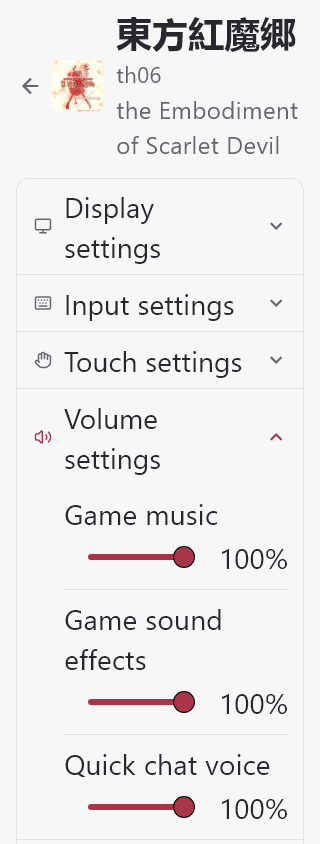 東方紅魔郷
th06
the Embodiment
of Scarlet Devil
Display
settings
Input settings
Touch settings
Volume
settings
Game music
100%
Game sound
effects
100%
Quick chat voice
100%